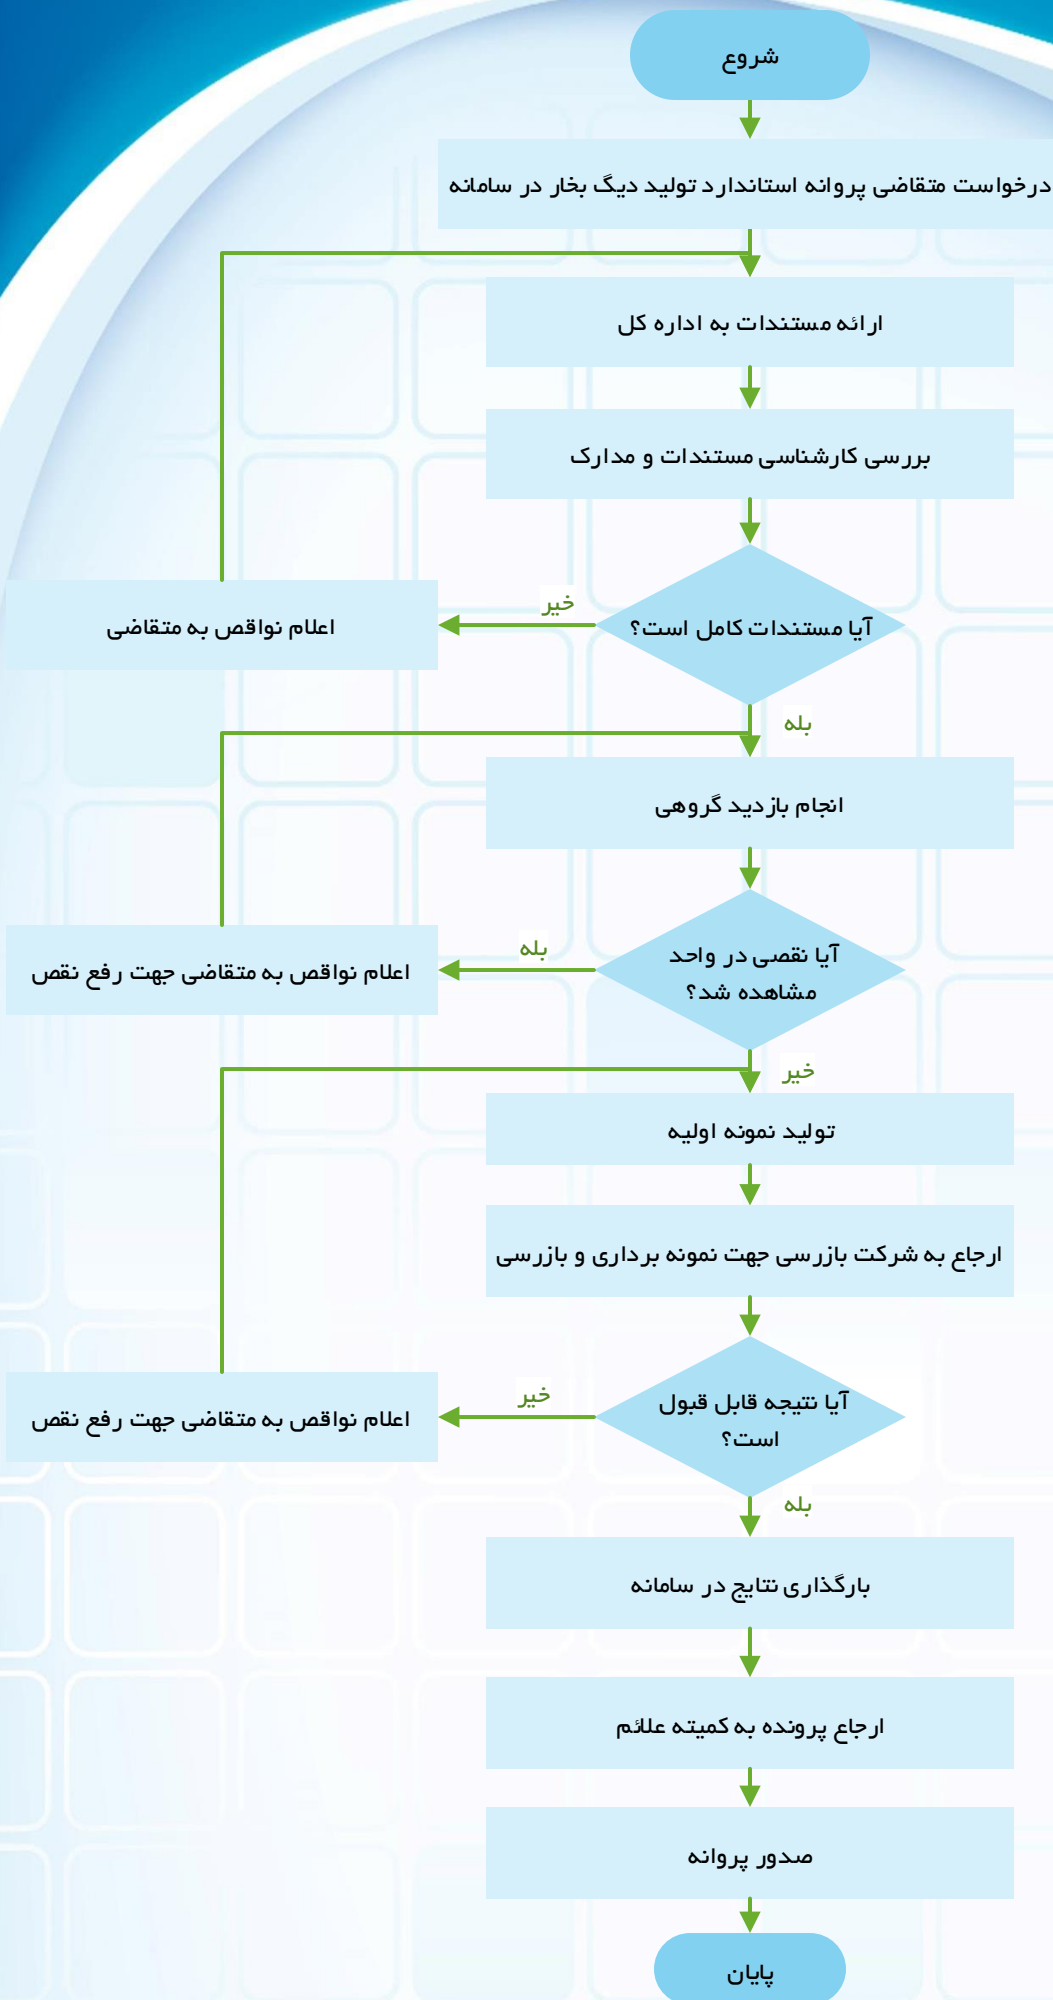 شروع
درخواست متقاضی پروانه استاندارد تولید دیگ بخار در سامانه
ارائه مستندات به اداره کل
بررسی کارشناسی مستندات و مدارک
آیا مستندات کامل است؟
خیر
اعلام نواقص به متقاضی
بله
انجام بازدید گروهی
آیا نقصی در واحد
مشاهده شد؟
بله
اعلام نواقص به متقاضی جهت رفع نقص
خیر
تولید نمونه اولیه
ارجاع به شرکت بازرسی جهت نمونه برداری و بازرسی
آیا نتیجه قابل قبول
است؟
خیر
اعلام نواقص به متقاضی جهت رفع نقص
بله
بارگذاری نتایج در سامانه
ارجاع پرونده به کمیته علائم
صدور پروانه
پایان